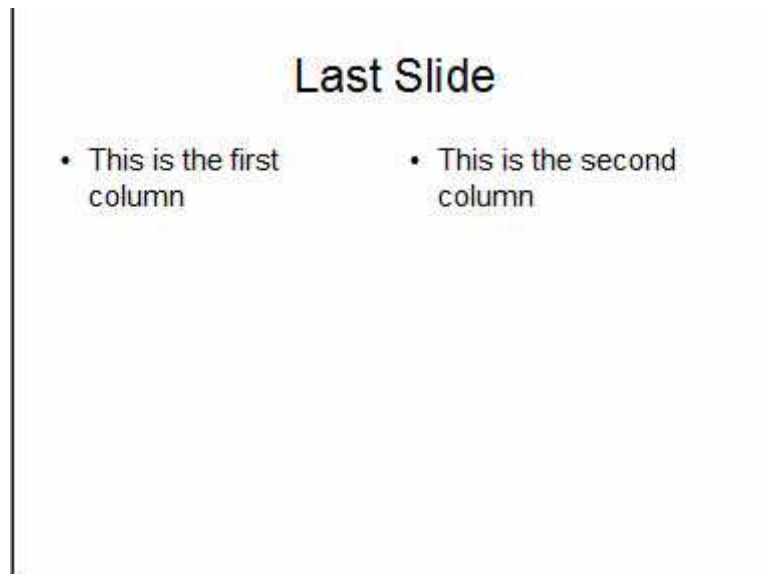 Last Slide
• This is the first
column
• This is the second
column